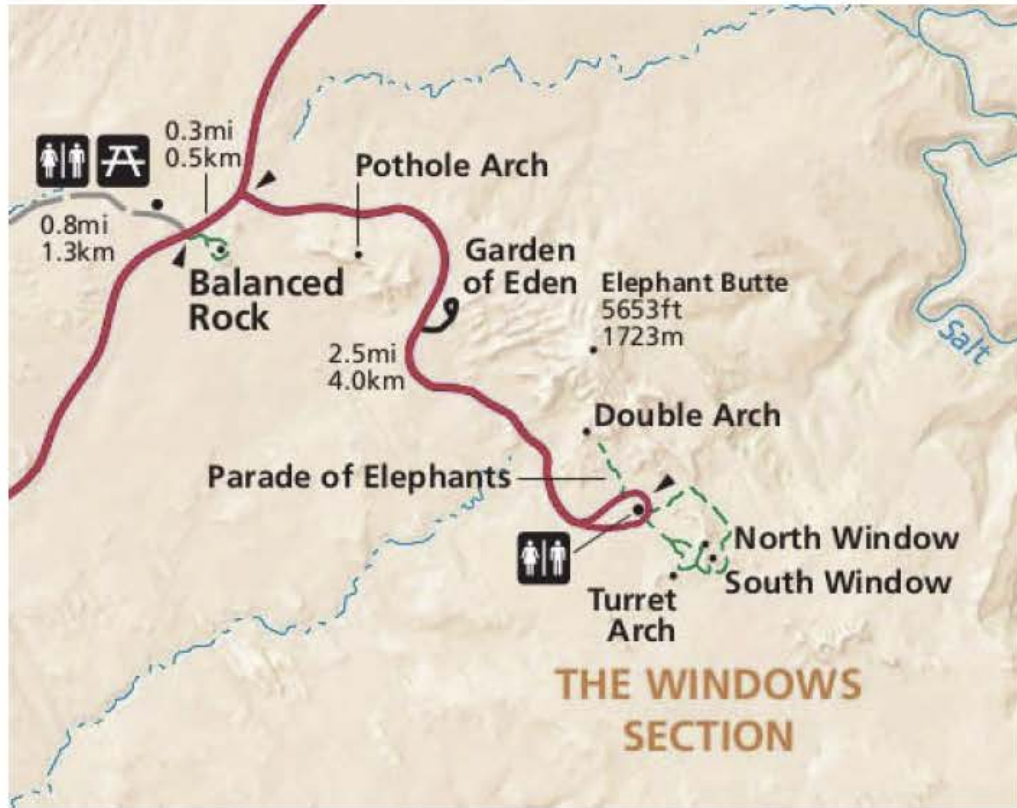 0.3mi
0.5km
Pothole Arch
0.8mi
1.3km
Garden
of Eden
Balanced
Rock
Elephant Butte
5653ft
1723m
Salt
2.5mi
4.0km
Double Arch
Parade of Elephants
North Window
South Window
Turret
Arch
THE WINDOWS
SECTION